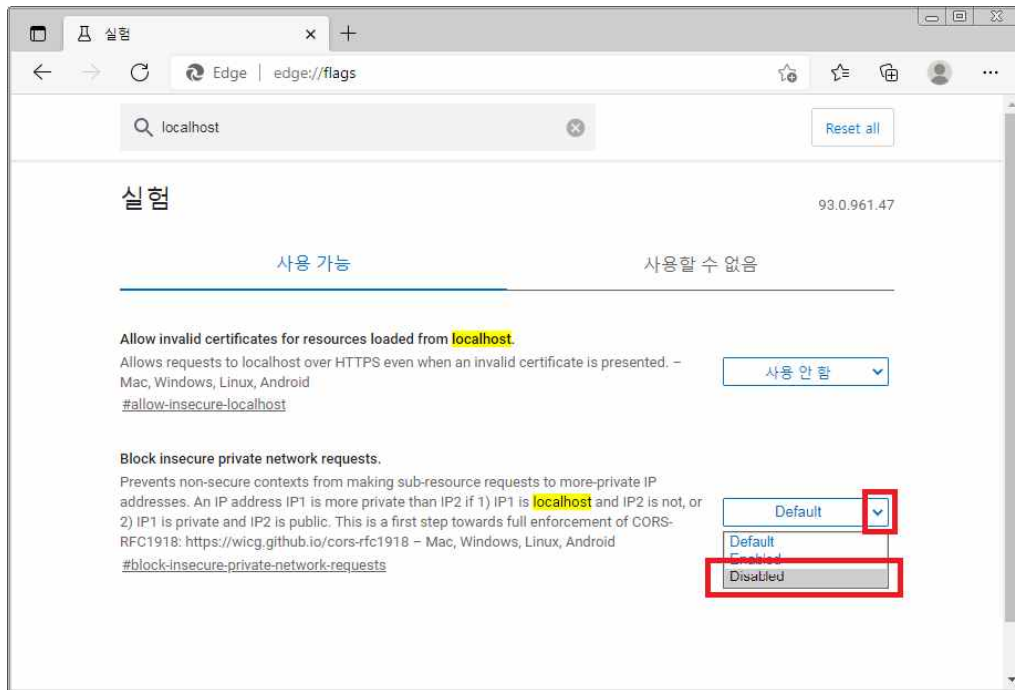 실험
Edge | edge://flags
localhost
Reset all
실험
93.0.961.47
사용 가능
사용할 수 없음
Allow invalid certificates for resources loaded from localhost.
Allows requests to localhost over HTTPS even when an invalid certificate is presented. –
Mac, Windows, Linux, Android
#allow-insecure-localhost
사용 안 함
Block insecure private network requests.
Prevents non-secure contexts from making sub-resource requests to more-private IP
addresses. An IP address IP1 is more private than IP2 if 1) IP1 is localhost and IP2 is not, or
2) IP1 is private and IP2 is public. This is a first step towards full enforcement of CORS-
RFC1918: https://wicg.github.io/cors-rfc1918 – Mac, Windows, Linux, Android
#block-insecure-private-network-requests
Default
Default
Enabled
Disabled